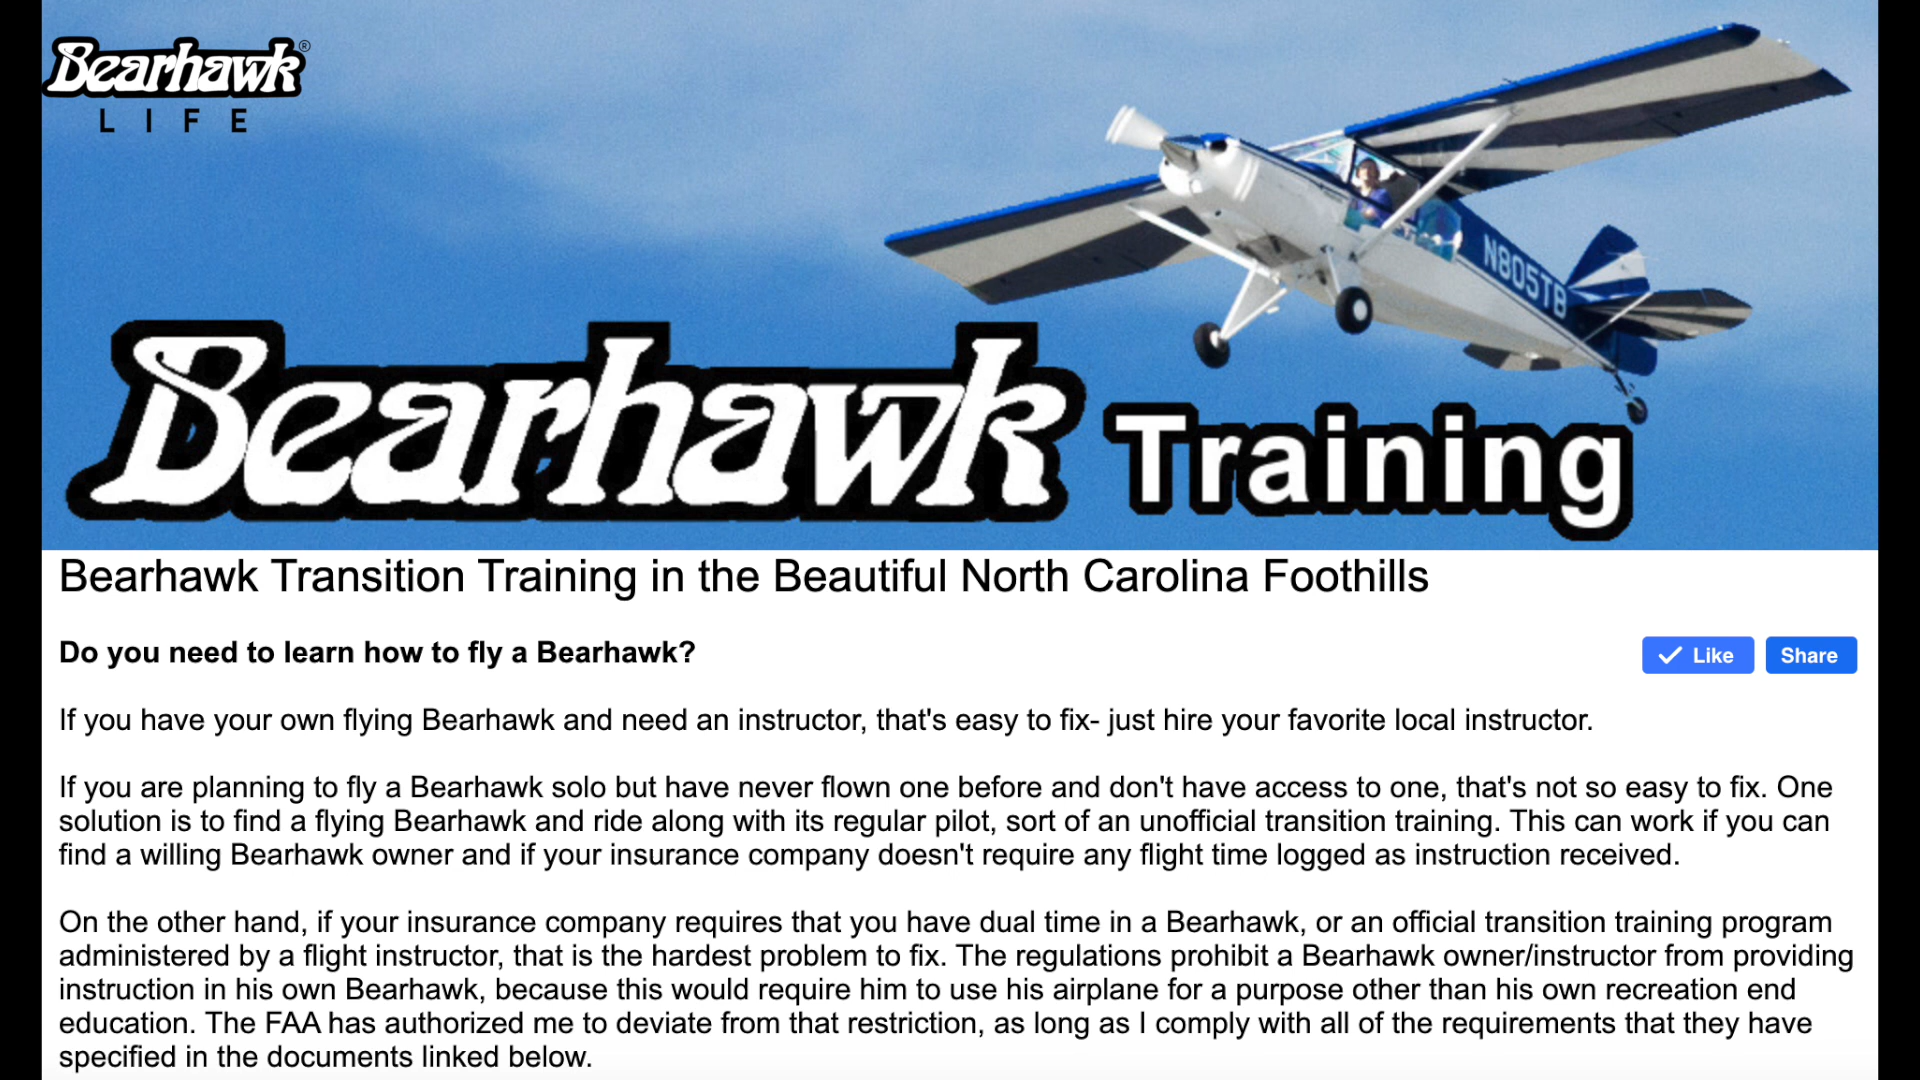 Bearhawk®
LIFE
N805TB
Bearhawk Training
Bearhawk Transition Training in the Beautiful North Carolina Foothills
Do you need to learn how to fly a Bearhawk?
Like Share
If you have your own flying Bearhawk and need an instructor, that's easy to fix- just hire your favorite local instructor.
If you are planning to fly a Bearhawk solo but have never flown one before and don't have access to one, that's not so easy to fix. One
solution is to find a flying Bearhawk and ride along with its regular pilot, sort of an unofficial transition training. This can work if you can
find a willing Bearhawk owner and if your insurance company doesn't require any flight time logged as instruction received.
On the other hand, if your insurance company requires that you have dual time in a Bearhawk, or an official transition training program
administered by a flight instructor, that is the hardest problem to fix. The regulations prohibit a Bearhawk owner/instructor from providing
instruction in his own Bearhawk, because this would require him to use his airplane for a purpose other than his own recreation end
education. The FAA has authorized me to deviate from that restriction, as long as I comply with all of the requirements that they have
specified in the documents linked below.